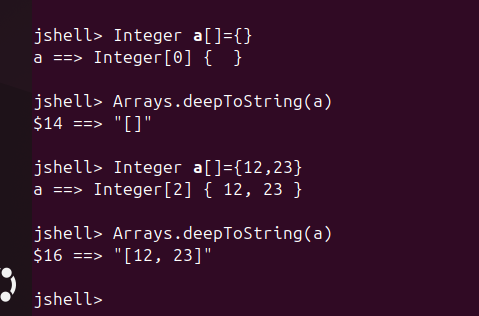 jshell> Integer a[]={}
a ==> Integer[0] {  }
jshell> Arrays.deepToString(a)
$14 ==> "[]"
jshell> Integer a[]={12,23}
a ==> Integer[2] { 12, 23 }
jshell> Arrays.deepToString(a)
$16 ==> "[12, 23]"
jshell>